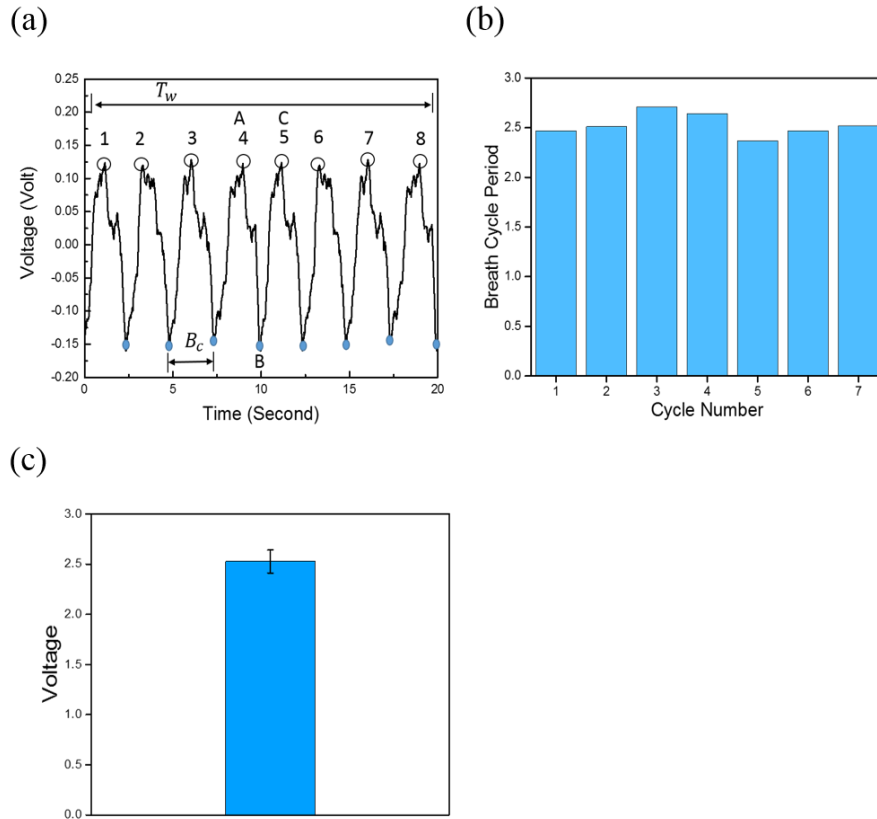 (a)
0.25
0.20
0.15
0.10
0.05
0.00
-0.05
-0.10
-0.15
-0.20
Voltage (Volt)
T_w
A C
1 2 3 4 5 6 7 8
B_c
B
0 5 10 15 20
Time (Second)
(b)
3.0
2.5
2.0
1.5
1.0
0.5
0.0
Breath Cycle Period
1 2 3 4 5 6 7
Cycle Number
(c)
3.0
2.5
2.0
1.5
1.0
0.5
0.0
Voltage